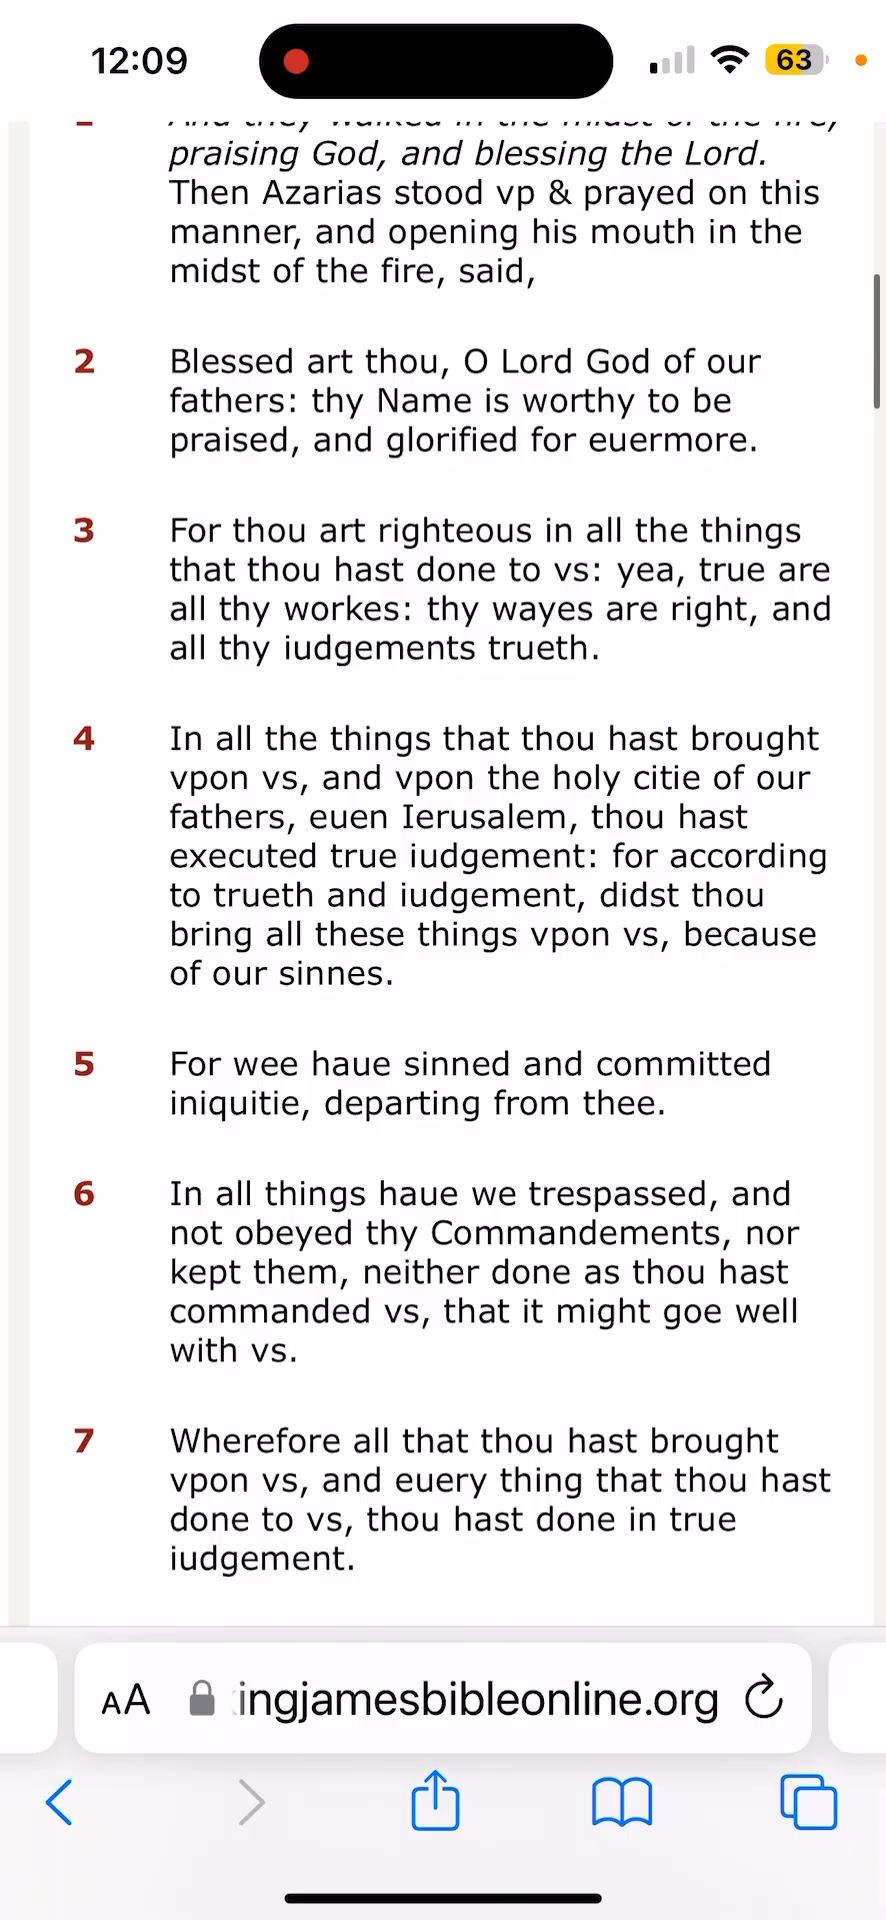 12:09
63
And they walked in the midst of the fire,
praising God, and blessing the Lord.
Then Azarias stood vp & prayed on this
manner, and opening his mouth in the
midst of the fire, said,
2 Blessed art thou, O Lord God of our
fathers: thy Name is worthy to be
praised, and glorified for euermore.
3 For thou art righteous in all the things
that thou hast done to vs: yea, true are
all thy workes: thy wayes are right, and
all thy iudgements trueth.
4 In all the things that thou hast brought
vpon vs, and vpon the holy citie of our
fathers, euen Ierusalem, thou hast
executed true iudgement: for according
to trueth and iudgement, didst thou
bring all these things vpon vs, because
of our sinnes.
5 For wee haue sinned and committed
iniquitie, departing from thee.
6 In all things haue we trespassed, and
not obeyed thy Commandements, nor
kept them, neither done as thou hast
commanded vs, that it might goe well
with vs.
7 Wherefore all that thou hast brought
vpon vs, and euery thing that thou hast
done to vs, thou hast done in true
iudgement.
AA ingjamesbibleonline.org